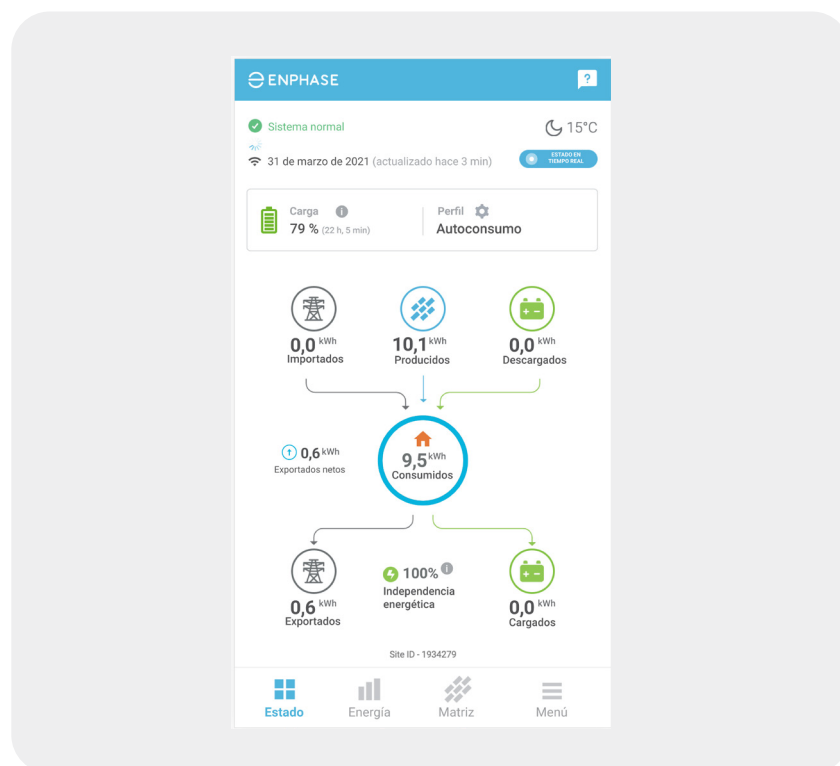 ENPHASE
?
Sistema normal
15°C
31 de marzo de 2021 (actualizado hace 3 min)
ESTADO EN
TIEMPO REAL
Carga
79 % (22 h, 5 min)
Perfil
Autoconsumo
0,0 kWh
Importados
10,1 kWh
Producidos
0,0 kWh
Descargados
0,6 kWh
Exportados netos
9,5 kWh
Consumidos
0,6 kWh
Exportados
100%
Independencia
energética
0,0 kWh
Cargados
Site ID - 1934279
Estado
Energía
Matriz
Menú